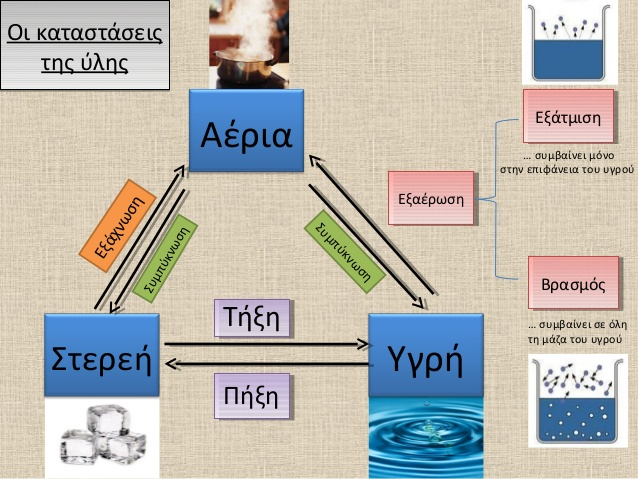 Οι καταστάσεις
της ύλης
Αέρια
Εξάτμιση
... συμβαίνει μόνο
στην επιφάνεια του υγρού
Εξαέρωση
Εξάχνωση
Συμπύκνωση
Συμπύκνωση
Βρασμός
... συμβαίνει σε όλη
τη μάζα του υγρού
Τήξη
Στερεή
Υγρή
Πήξη